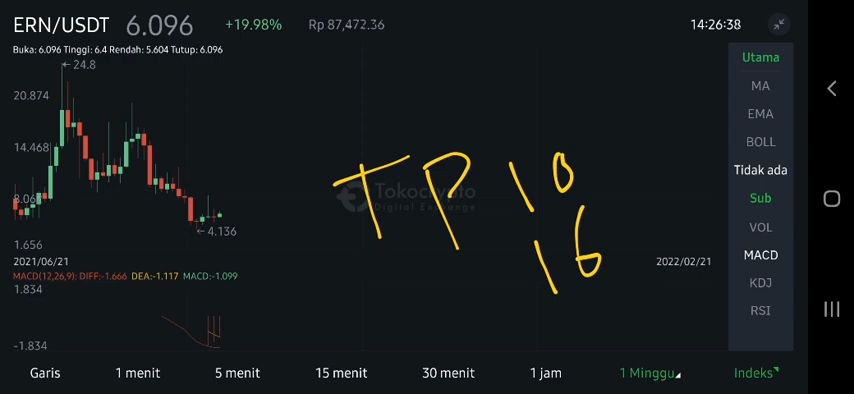 ERN/USDT 6.096 +19.98% Rp 87,472.36 14:26:38
Buka: 6.096 Tinggi: 6.4 Rendah: 5.604 Tutup: 6.096
Utama
24.8
20.874
MA
EMA
14.468
BOLL
TP 10
Tidak ada
Tokocrypto
Digital Exchange
8.06
Sub
4.136
16
VOL
1.656
2021/06/21 2022/02/21
MACD
MACD(12,26,9): DIFF:-1.666 DEA:-1.117 MACD:-1.099
1.834
KDJ
RSI
-1.834
Garis 1 menit 5 menit 15 menit 30 menit 1 jam 1 Minggu Indeks